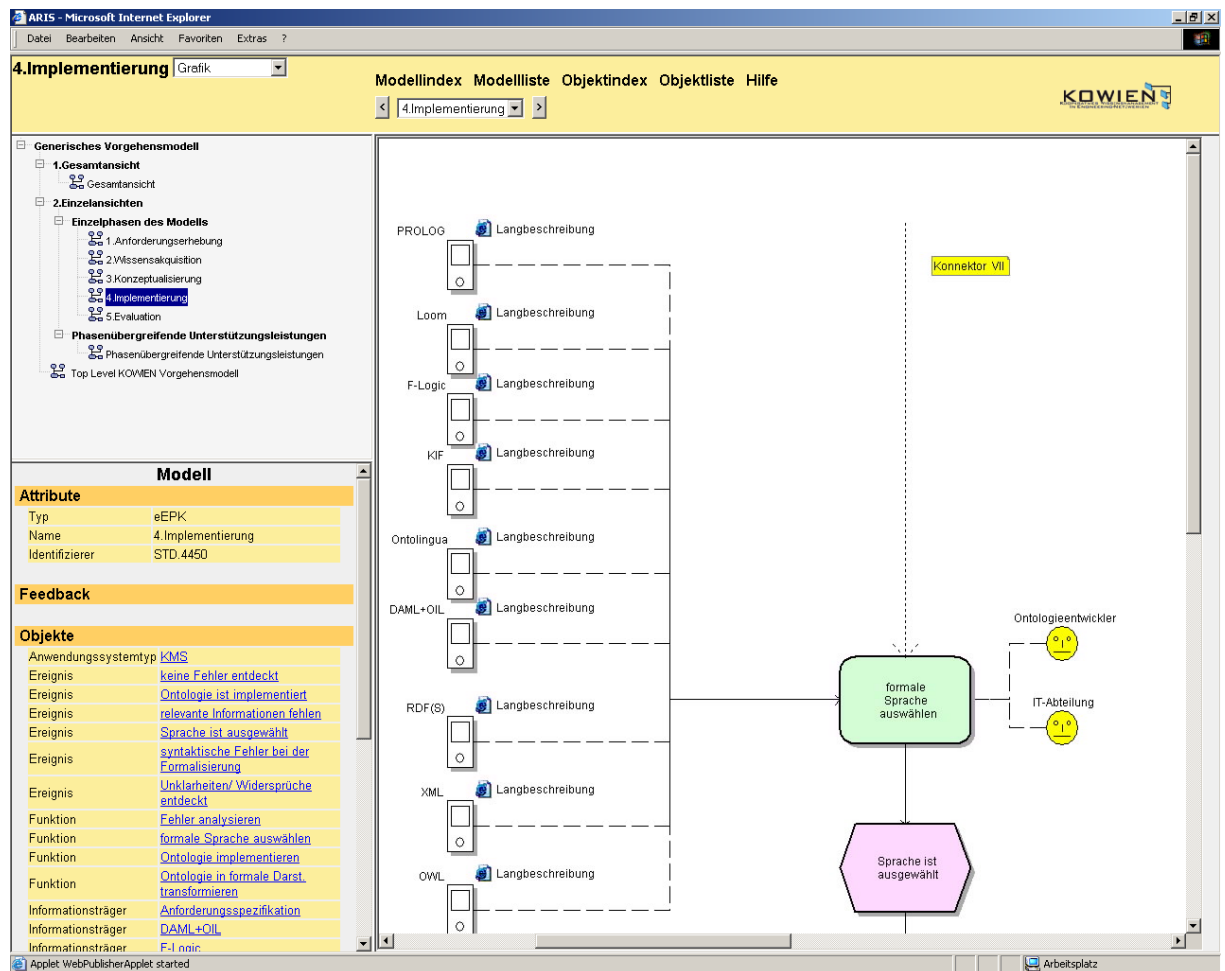 ARIS - Microsoft Internet Explorer
Datei Bearbeiten Ansicht Favoriten Extras ?
4.Implementierung Grafik
Modellindex Modellliste Objektindex Objektliste Hilfe
< 4.Implementierung >
KOWIEN
Generisches Vorgehensmodell
1.Gesamtansicht
Gesamtansicht
2.Einzelansichten
Einzelphasen des Modells
1.Anforderungserhebung
2.Wissensakquisition
3.Konzeptualisierung
4.Implementierung
5.Evaluation
Phasenübergreifende Unterstützungsleistungen
Phasenübergreifende Unterstützungsleistungen
Top Level KOWIEN Vorgehensmodell
Modell
Attribute
Typ eEPK
Name 4.Implementierung
Identifizierer STD.4450
Feedback
Objekte
Anwendungssystemtyp KMS
Ereignis keine Fehler entdeckt
Ereignis Ontologie ist implementiert
Ereignis relevante Informationen fehlen
Ereignis Sprache ist ausgewählt
Ereignis syntaktische Fehler bei der
Formalisierung
Ereignis Unklarheiten/ Widersprüche
entdeckt
Funktion Fehler analysieren
Funktion formale Sprache auswählen
Funktion Ontologie implementieren
Funktion Ontologie in formale Darst.
transformieren
Informationsträger Anforderungsspezifikation
Informationsträger DAML+OIL
Informationsträger F-Logic
PROLOG Langbeschreibung
Loom Langbeschreibung
F-Logic Langbeschreibung
KIF Langbeschreibung
Ontolingua Langbeschreibung
DAML+OIL Langbeschreibung
RDF(S) Langbeschreibung
XML Langbeschreibung
OWL Langbeschreibung
Konnektor VII
formale
Sprache
auswählen
Ontologieentwickler
IT-Abteilung
Sprache ist
ausgewählt
Applet WebPublisherApplet started
Arbeitsplatz